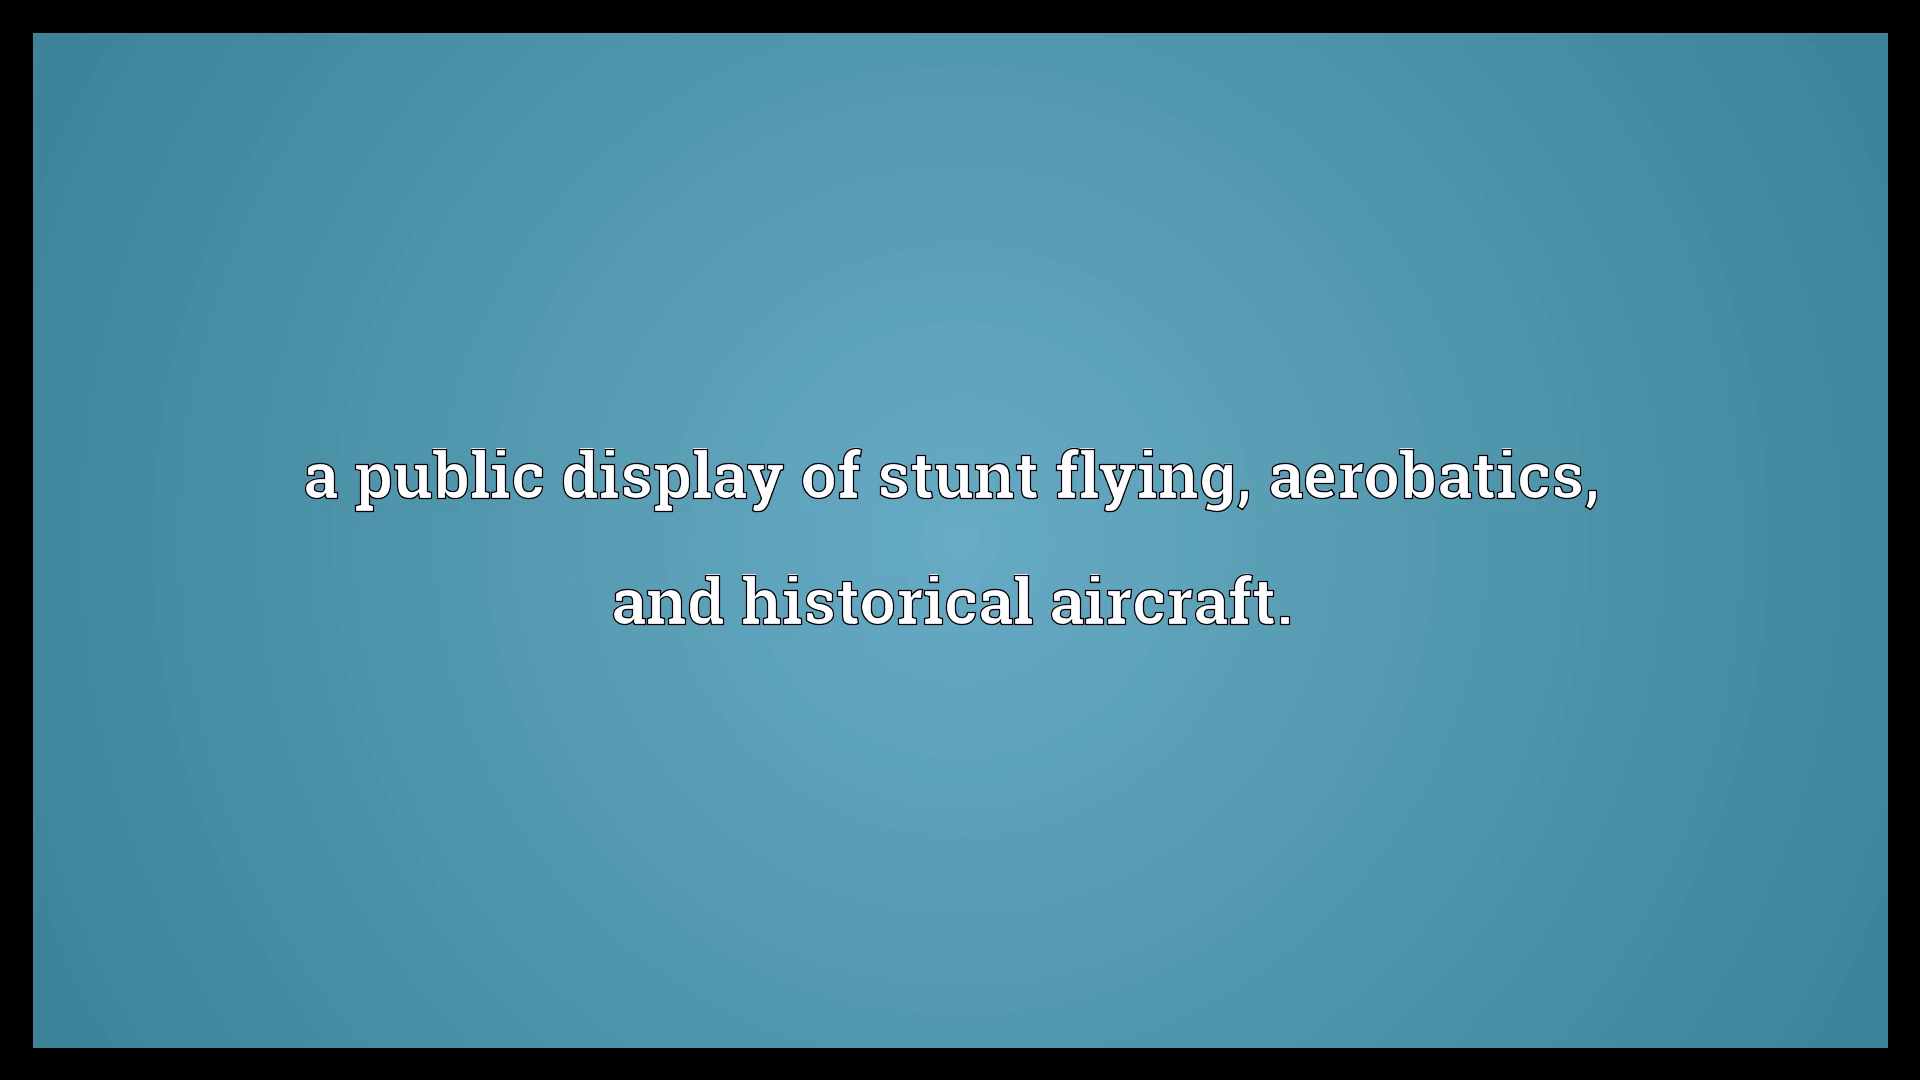 a public display of stunt flying, aerobatics,
and historical aircraft.